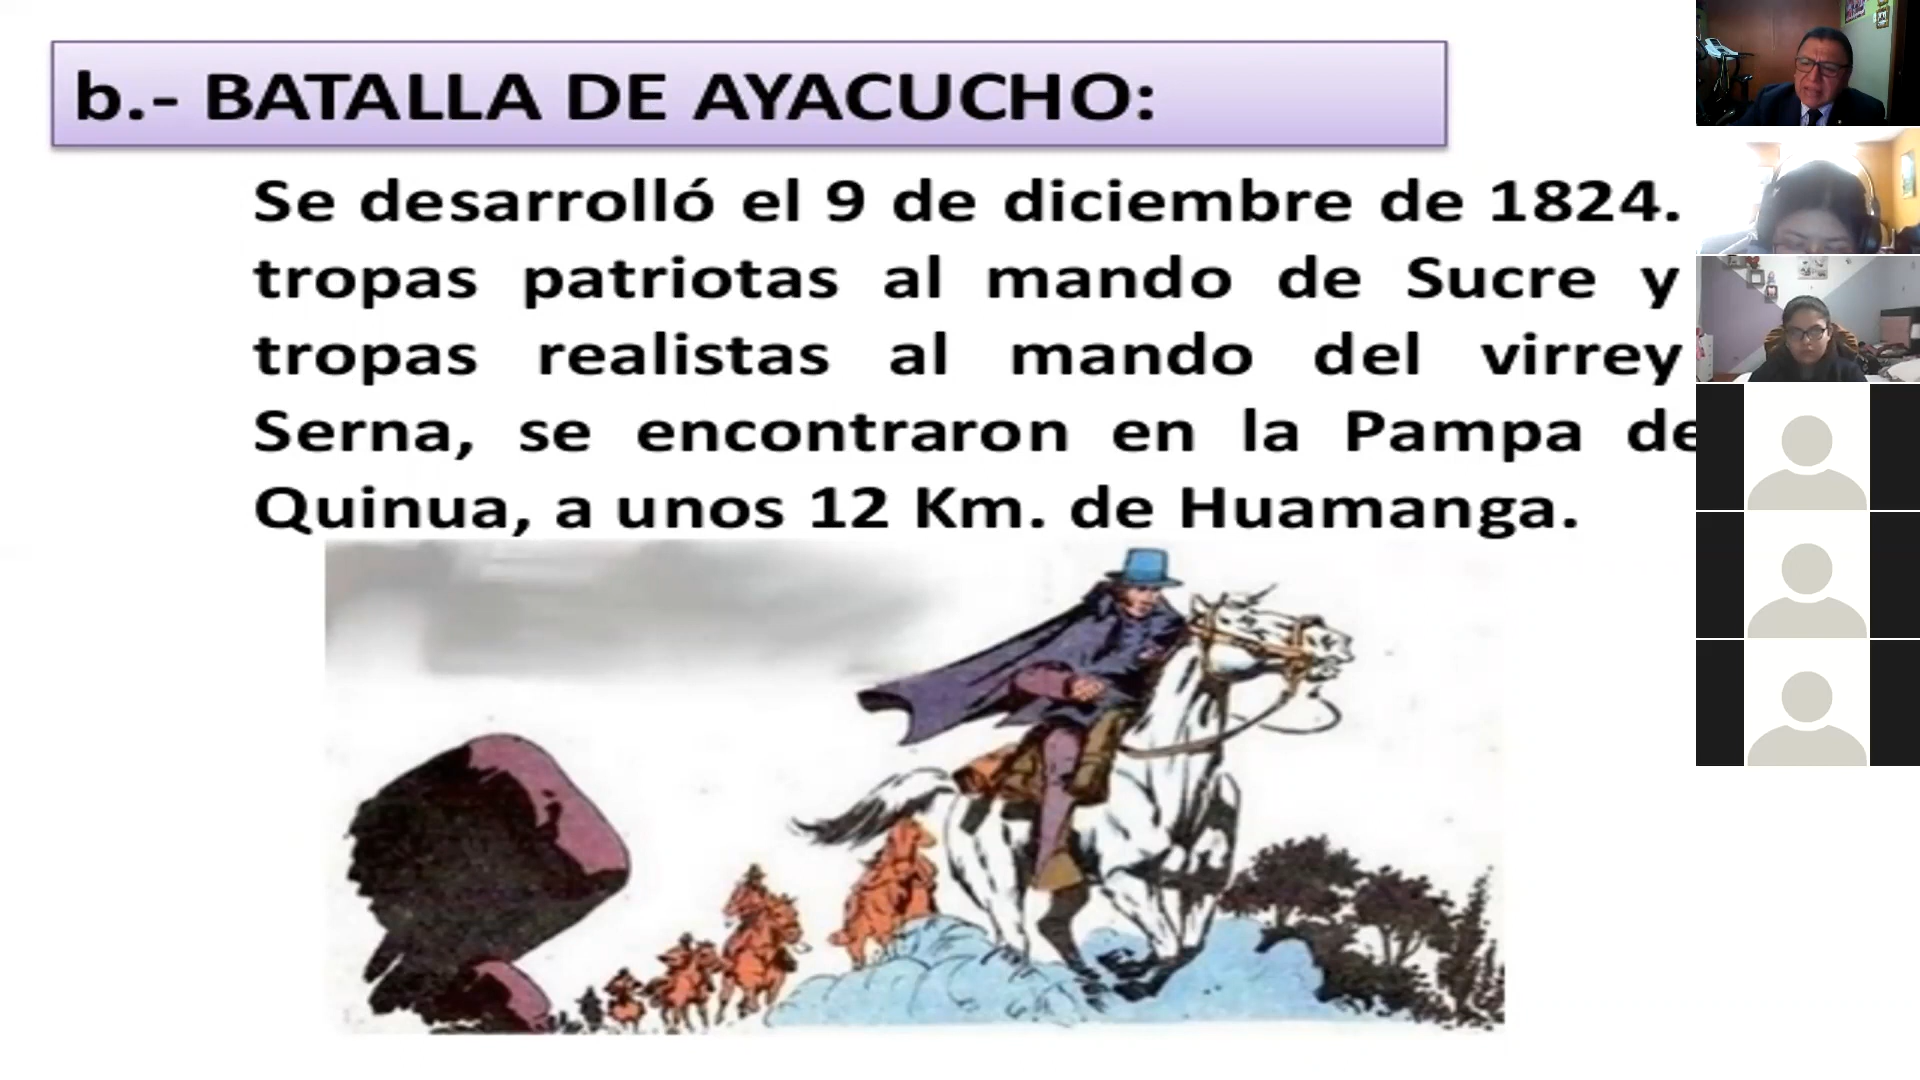 b.- BATALLA DE AYACUCHO:
Se desarrolló el 9 de diciembre de 1824.
tropas patriotas al mando de Sucre y
tropas realistas al mando del virrey
Serna, se encontraron en la Pampa de
Quinua, a unos 12 Km. de Huamanga.